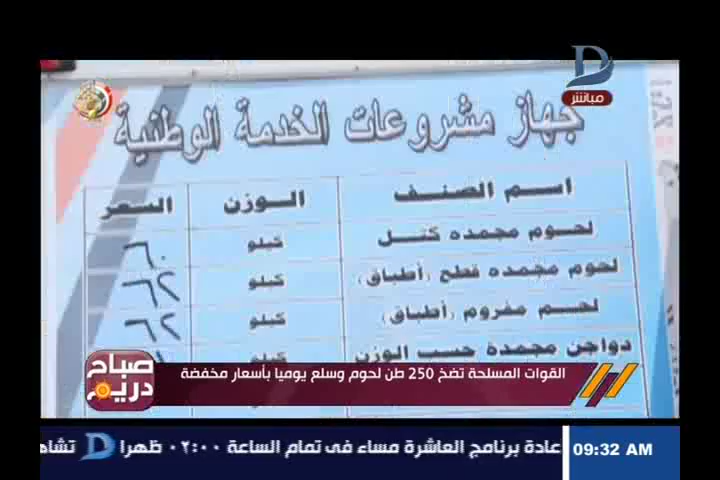 D
مباشر
جهاز مشروعات الخدمة الوطنية
اسم الصنف الوزن السعر
لحوم مجمده كتل كيلو ٦٠
لحوم مجمده قطع (أطباق) كيلو ٦٢
لحم مفروم (أطباق) كيلو ٦٢
دواجن مجمدة حسب الوزن كيلو
القوات المسلحة تضخ 250 طن لحوم وسلع يوميا بأسعار مخفضة
صباح
دريم
عادة برنامج العاشرة مساء فى تمام الساعة ٠٢:٠٠ ظهرا D تشاه
09:32 AM